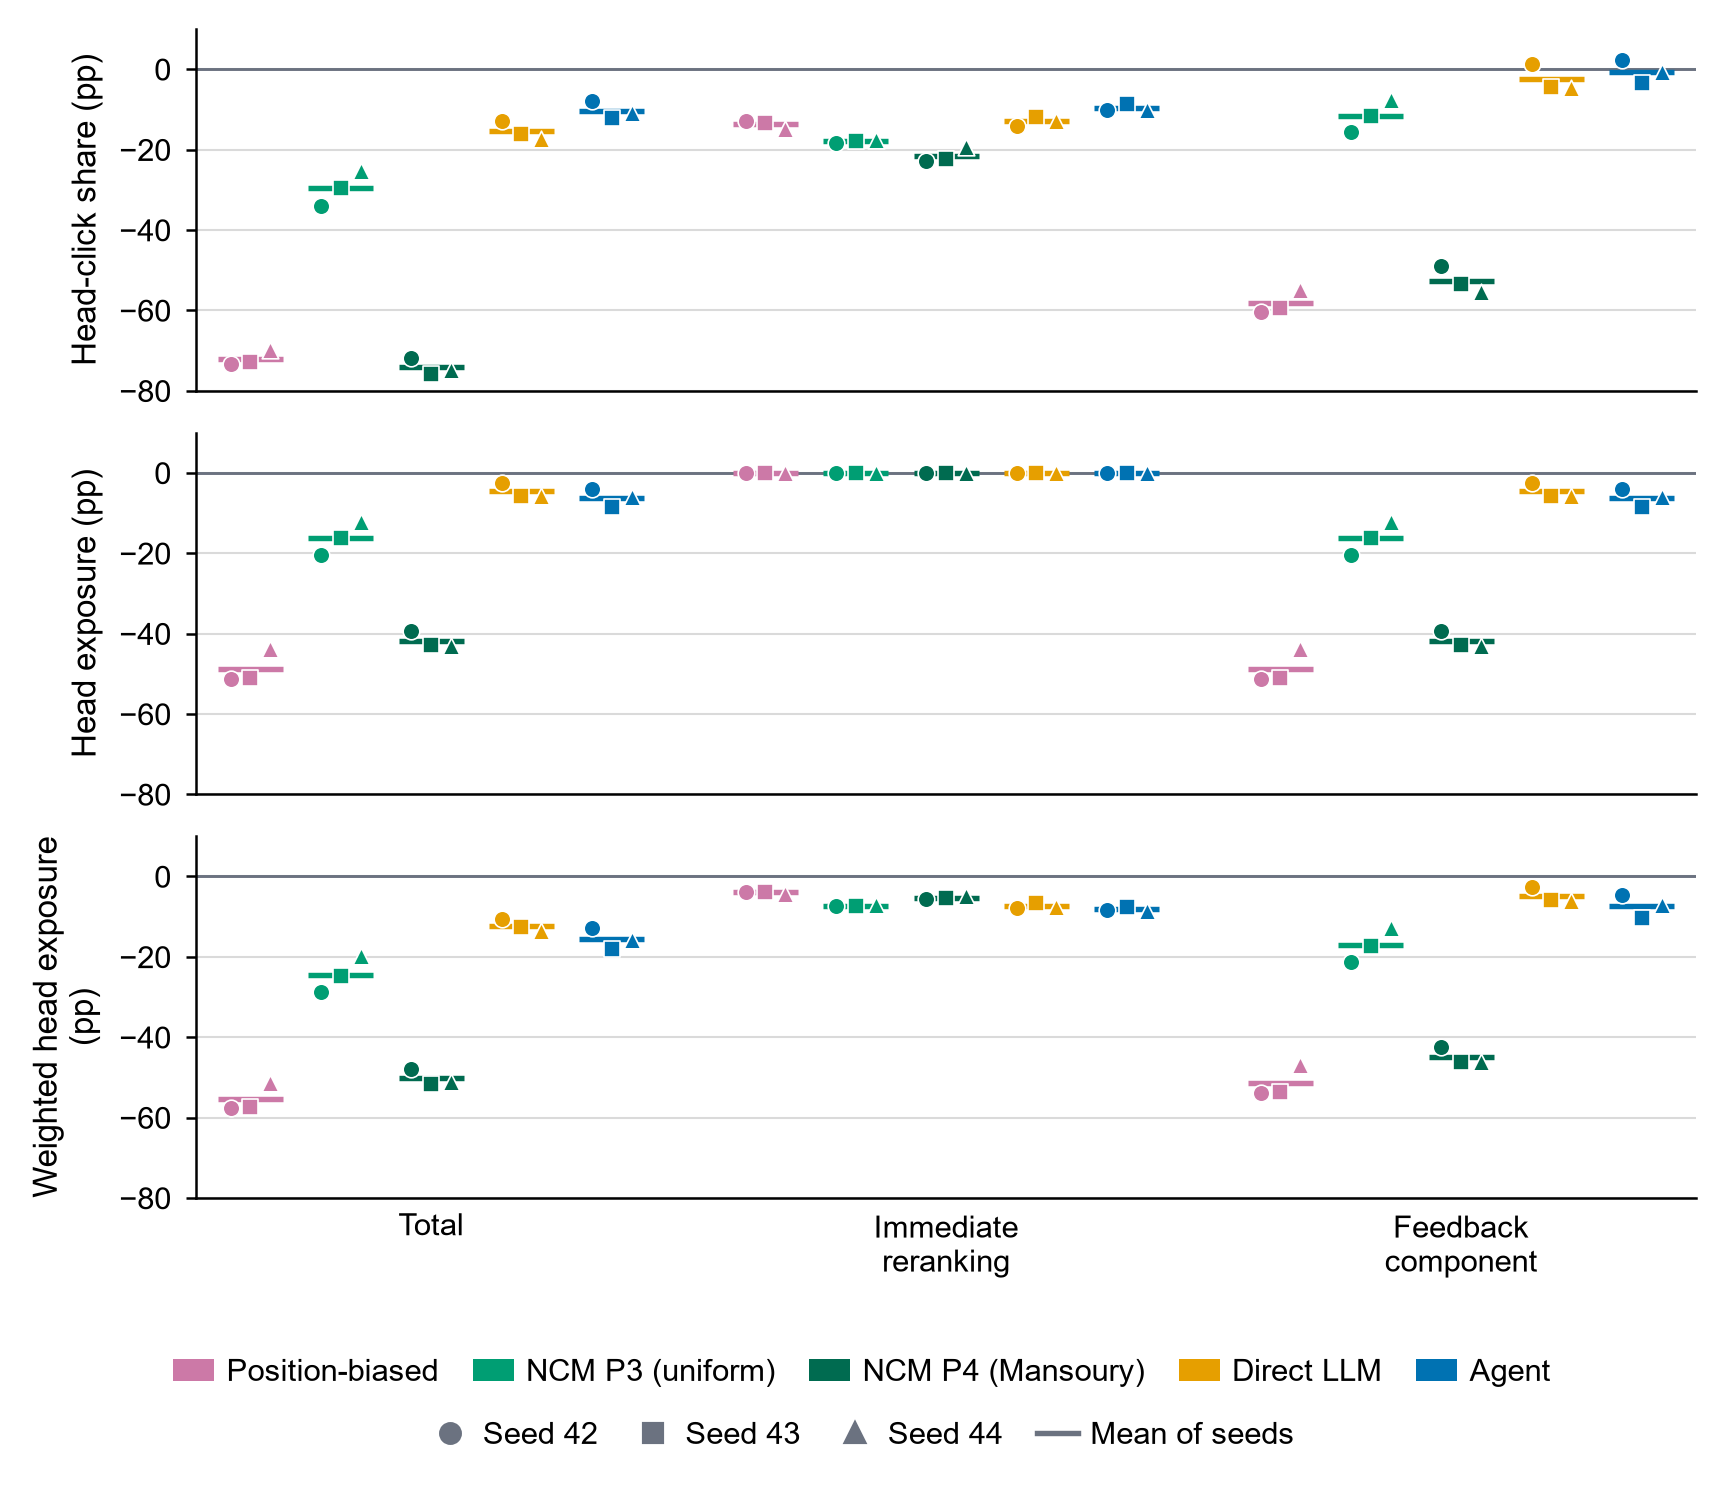 Head-click share (pp)
0
−20
−40
−60
−80
Head exposure (pp)
0
−20
−40
−60
−80
Weighted head exposure
(pp)
0
−20
−40
−60
−80
Total
Immediate
reranking
Feedback
component
Position-biased
NCM P3 (uniform)
NCM P4 (Mansoury)
Direct LLM
Agent
Seed 42
Seed 43
Seed 44
Mean of seeds